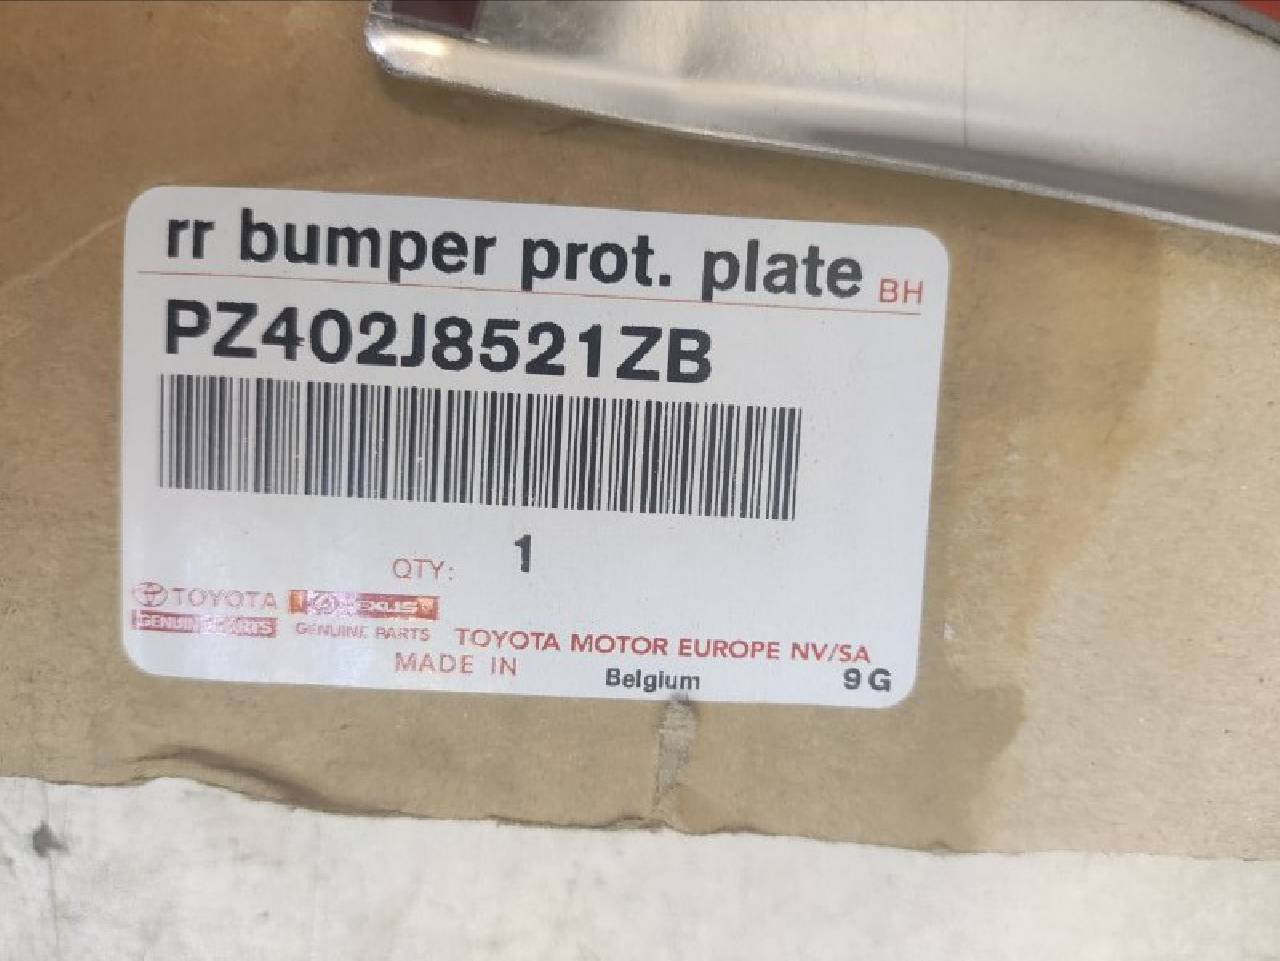 rr bumper prot. plate BH
PZ402J8521ZB
QTY: 1
TOYOTA LEXUS
GENUINE PARTS GENUINE PARTS TOYOTA MOTOR EUROPE NV/SA
MADE IN Belgium 9G